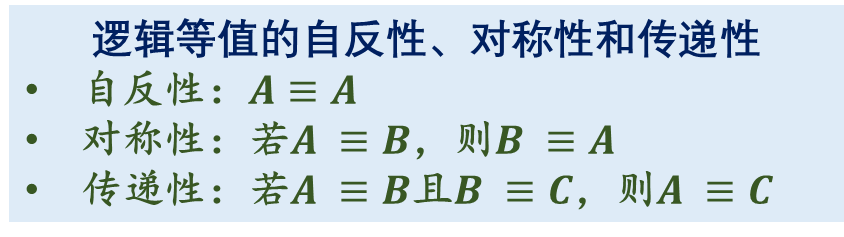 逻辑等值的自反性、对称性和传递性
• 自反性：A ≡ A
• 对称性：若A ≡ B，则B ≡ A
• 传递性：若A ≡ B且B ≡ C，则A ≡ C